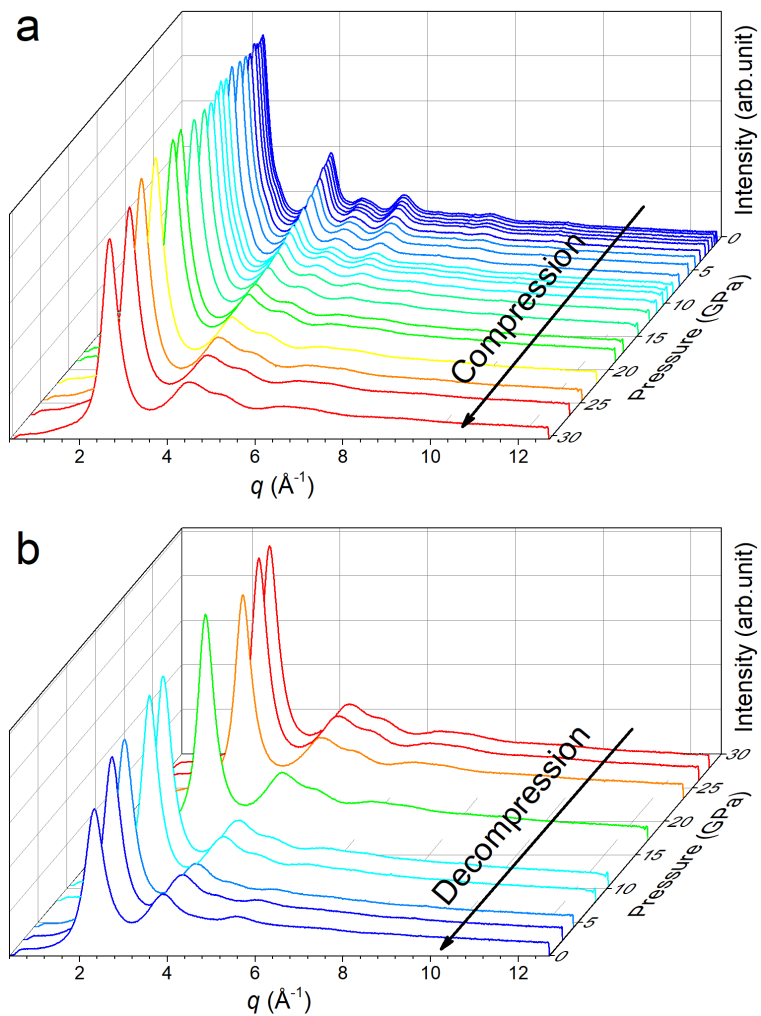 a
Intensity (arb.unit)
0
5
10
15
20
25
30
Pressure (GPa)
Compression
2 4 6 8 10 12
q (Å-1)
b
Intensity (arb.unit)
30
25
20
15
10
5
0
Pressure (GPa)
Decompression
2 4 6 8 10 12
q (Å-1)